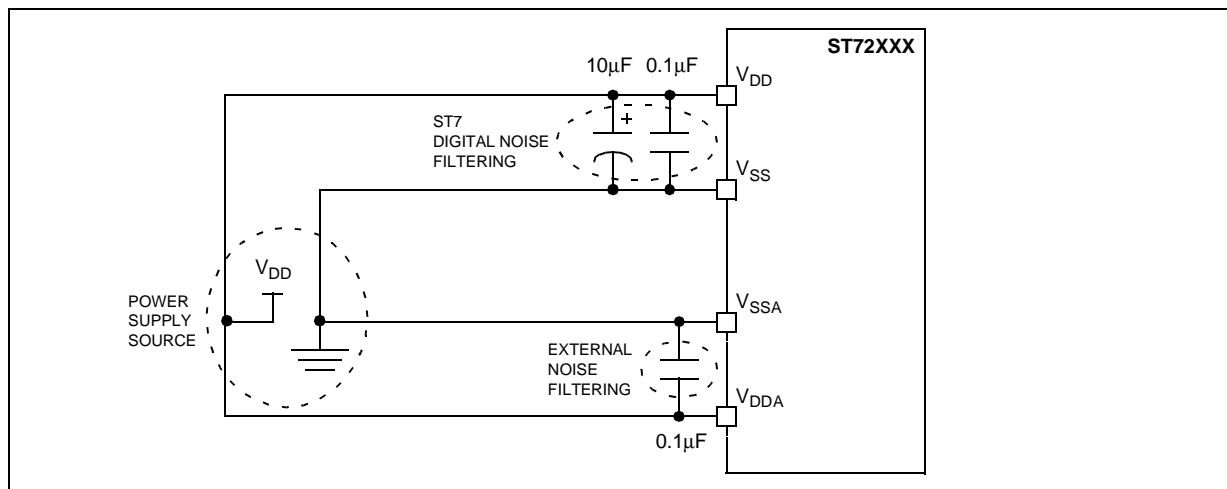 ST72XXX
10μF 0.1μF
VDD
ST7
DIGITAL NOISE
FILTERING
+
VSS
VDD
POWER
SUPPLY
SOURCE
VSSA
EXTERNAL
NOISE
FILTERING
VDDA
0.1μF